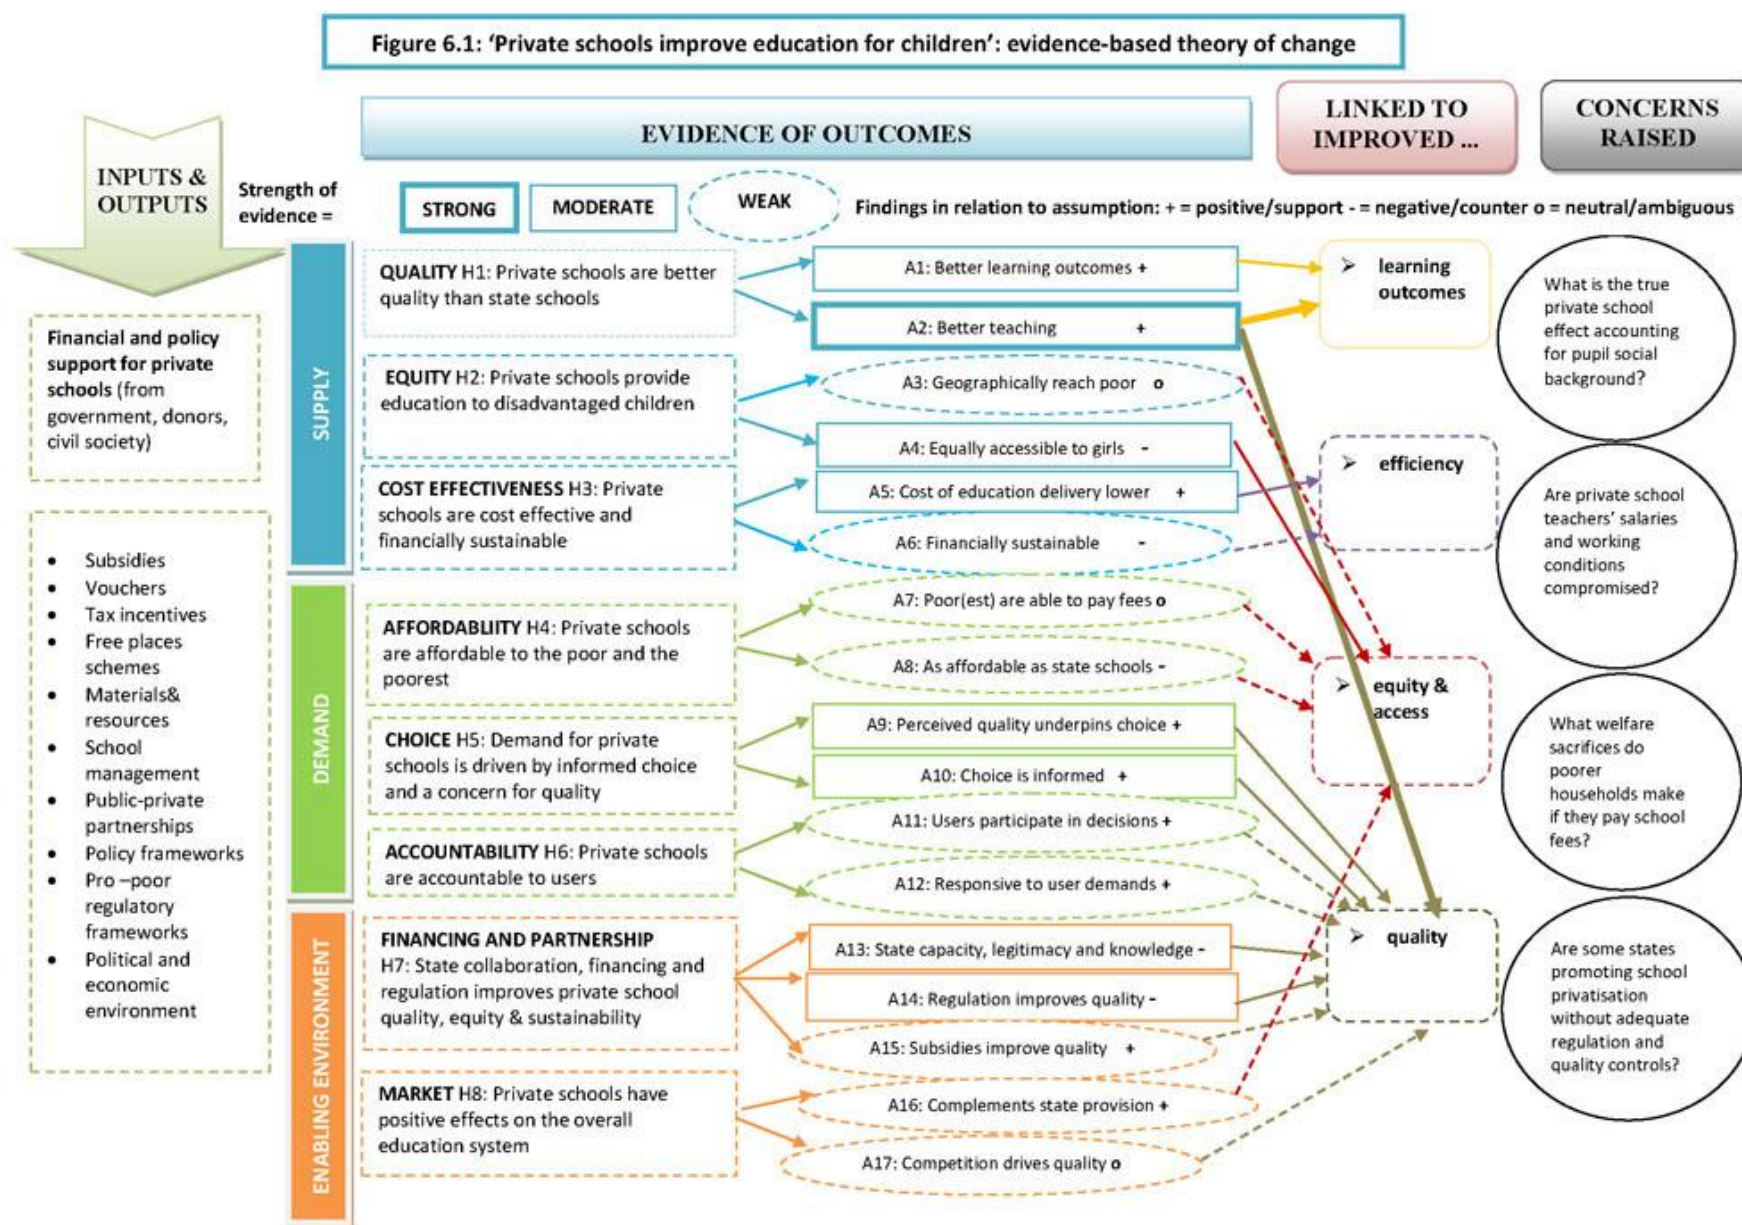 Figure 6.1: ‘Private schools improve education for children’: evidence-based theory of change
INPUTS &
OUTPUTS
EVIDENCE OF OUTCOMES
LINKED TO
IMPROVED ...
CONCERNS
RAISED
Strength of
evidence =
STRONG
MODERATE
WEAK
Findings in relation to assumption: + = positive/support - = negative/counter o = neutral/ambiguous
Financial and policy
support for private
schools (from
government, donors,
civil society)
• Subsidies
• Vouchers
• Tax incentives
• Free places
schemes
• Materials&
resources
• School
management
• Public-private
partnerships
• Policy frameworks
• Pro –poor
regulatory
frameworks
• Political and
economic
environment
SUPPLY
QUALITY H1: Private schools are better
quality than state schools
EQUITY H2: Private schools provide
education to disadvantaged children
COST EFFECTIVENESS H3: Private
schools are cost effective and
financially sustainable
DEMAND
AFFORDABLIITY H4: Private schools
are affordable to the poor and the
poorest
CHOICE H5: Demand for private
schools is driven by informed choice
and a concern for quality
ACCOUNTABILITY H6: Private schools
are accountable to users
ENABLING ENVIRONMENT
FINANCING AND PARTNERSHIP
H7: State collaboration, financing and
regulation improves private school
quality, equity & sustainability
MARKET H8: Private schools have
positive effects on the overall
education system
A1: Better learning outcomes +
A2: Better teaching +
A3: Geographically reach poor o
A4: Equally accessible to girls -
A5: Cost of education delivery lower +
A6: Financially sustainable -
A7: Poor(est) are able to pay fees o
A8: As affordable as state schools -
A9: Perceived quality underpins choice +
A10: Choice is informed +
A11: Users participate in decisions +
A12: Responsive to user demands +
A13: State capacity, legitimacy and knowledge -
A14: Regulation improves quality -
A15: Subsidies improve quality +
A16: Complements state provision +
A17: Competition drives quality o
➢ learning
outcomes
➢ efficiency
➢ equity &
access
➢ quality
What is the true
private school
effect accounting
for pupil social
background?
Are private school
teachers’ salaries
and working
conditions
compromised?
What welfare
sacrifices do
poorer
households make
if they pay school
fees?
Are some states
promoting school
privatisation
without adequate
regulation and
quality controls?